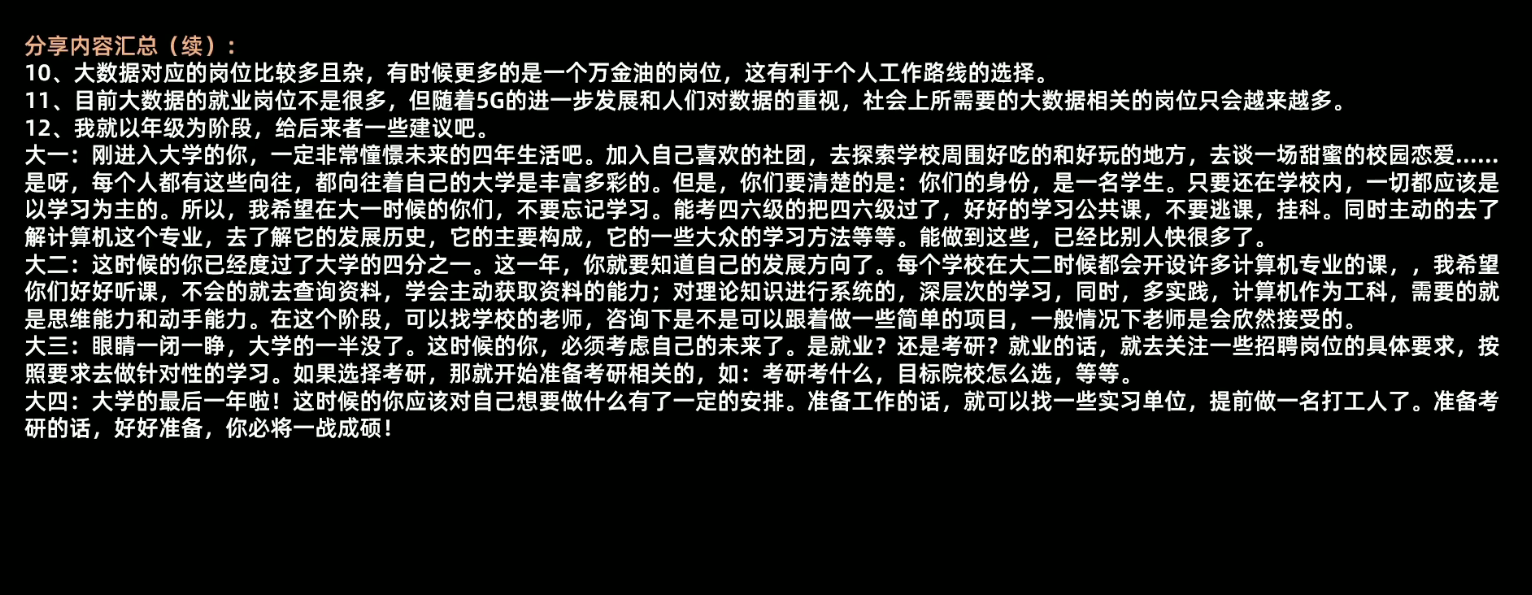 分享内容汇总（续）：
10、大数据对应的岗位比较多且杂，有时候更多的是一个万金油的岗位，这有利于个人工作路线的选择。
11、目前大数据的就业岗位不是很多，但随着5G的进一步发展和人们对数据的重视，社会上所需要的大数据相关的岗位只会越来越多。
12、我就以年级为阶段，给后来者一些建议吧。
大一：刚进入大学的你，一定非常憧憬未来的四年生活吧。加入自己喜欢的社团，去探索学校周围好吃的和好玩的地方，去谈一场甜蜜的校园恋爱......
是呀，每个人都有这些向往，都向往着自己的大学是丰富多彩的。但是，你们要清楚的是：你们的身份，是一名学生。只要还在学校内，一切都应该是
以学习为主的。所以，我希望在大一时候的你们，不要忘记学习。能考四六级的把四六级过了，好好的学习公共课，不要逃课，挂科。同时主动的去了
解计算机这个专业，去了解它的发展历史，它的主要构成，它的一些大众的学习方法等等。能做到这些，已经比别人快很多了。
大二：这时候的你已经度过了大学的四分之一。这一年，你就要知道自己的发展方向了。每个学校在大二时候都会开设许多计算机专业的课，，我希望
你们好好听课，不会的就去查询资料，学会主动获取资料的能力；对理论知识进行系统的，深层次的学习，同时，多实践，计算机作为工科，需要的就
是思维能力和动手能力。在这个阶段，可以找学校的老师，咨询下是不是可以跟着做一些简单的项目，一般情况下老师是会欣然接受的。
大三：眼睛一闭一睁，大学的一半没了。这时候的你，必须考虑自己的未来了。是就业？还是考研？就业的话，就去关注一些招聘岗位的具体要求，按
照要求去做针对性的学习。如果选择考研，那就开始准备考研相关的，如：考研考什么，目标院校怎么选，等等。
大四：大学的最后一年啦！这时候的你应该对自己想要做什么有了一定的安排。准备工作的话，就可以找一些实习单位，提前做一名打工人了。准备考
研的话，好好准备，你必将一战成硕！